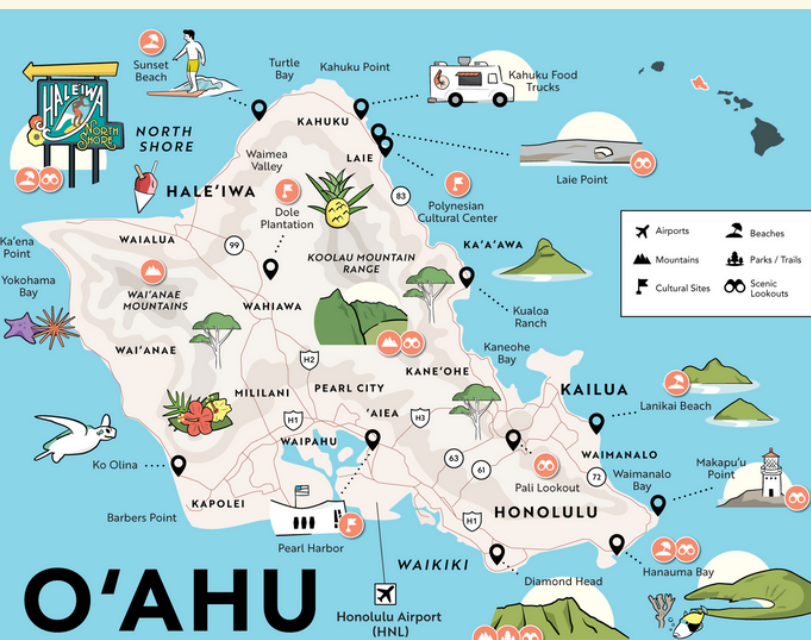 Sunset
Beach
Turtle
Bay
Kahuku Point
Kahuku Food
Trucks
HALEIWA
NORTH
SHORE
NORTH
SHORE
KAHUKU
LAIE
Laie Point
Waimea
Valley
HALE'IWA
Dole
Plantation
83
Polynesian
Cultural Center
Ka'ena
Point
WAIALUA
99
KOOLAU MOUNTAIN
RANGE
KA'A'AWA
Airports
Beaches
Mountains
Parks / Trails
Cultural Sites
Scenic
Lookouts
Yokohama
Bay
WAI'ANAE
MOUNTAINS
WAHIAWA
Kualoa
Ranch
WAI'ANAE
H2
Kaneohe
Bay
KANE'OHE
MILILANI
PEARL CITY
KAILUA
Lanikai Beach
'AIEA
H1
H3
WAIPAHU
Ko Olina
63
61
Pali Lookout
WAIMANALO
72
Waimanalo
Bay
Makapu'u
Point
KAPOLEI
Barbers Point
Pearl Harbor
H1
HONOLULU
WAIKIKI
Diamond Head
Hanauma Bay
O'AHU
Honolulu Airport
(HNL)